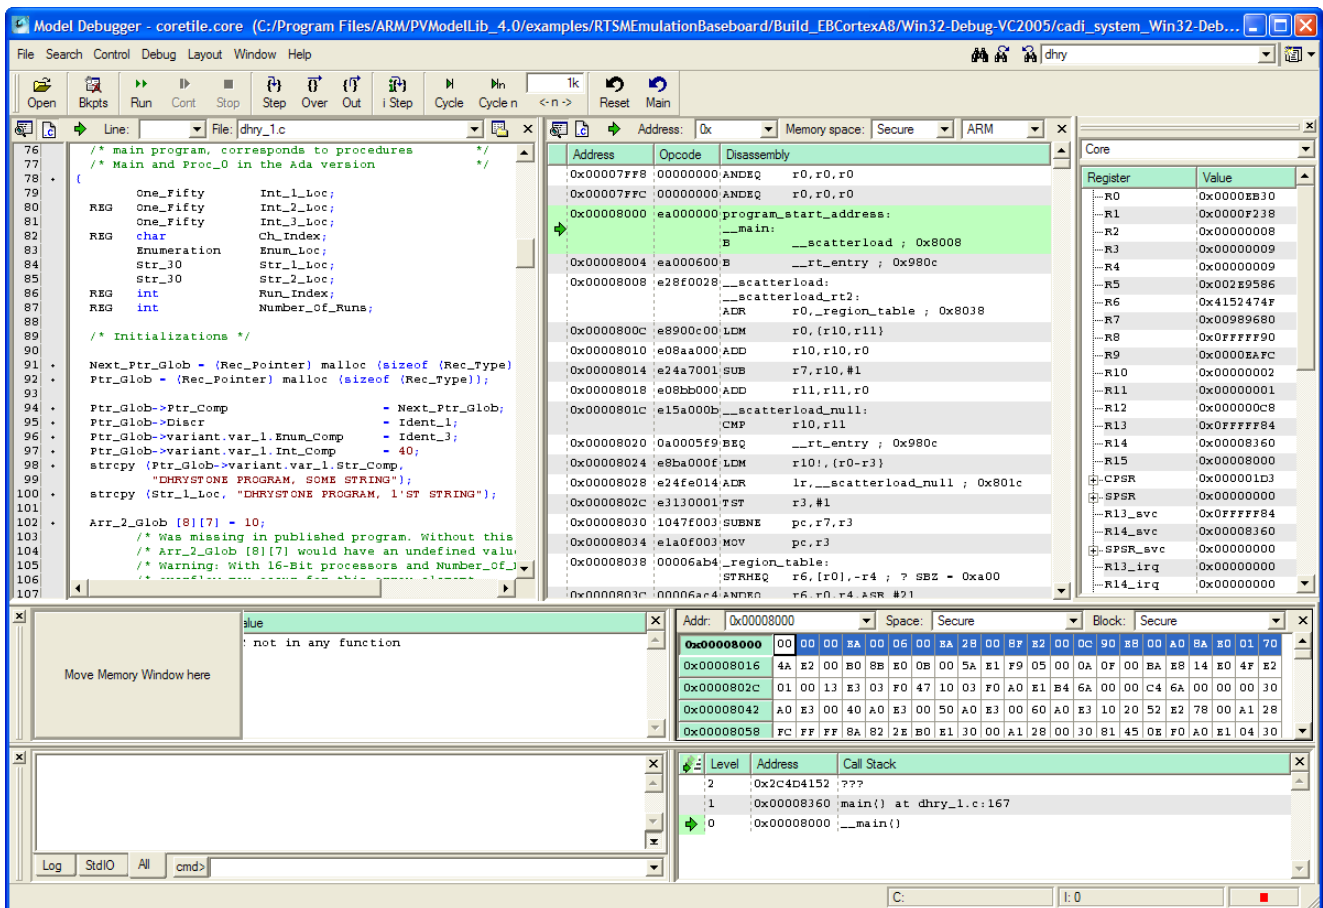 Model Debugger - coretile.core (C:/Program Files/ARM/PVModelLib_4.0/examples/RTSMEmulationBaseboard/Build_EBCortexA8/Win32-Debug-VC2005/cadi_system_Win32-Deb...
File Search Control Debug Layout Window Help
dhry
Open Bkpts Run Cont Stop Step Over Out i Step Cycle Cycle n 1k <- n -> Reset Main
Line: File: dhry_1.c
76 /* main program, corresponds to procedures */
77 /* Main and Proc_0 in the Ada version */
78 {
79 One_Fifty Int_1_Loc;
80 REG One_Fifty Int_2_Loc;
81 One_Fifty Int_3_Loc;
82 REG char Ch_Index;
83 Enumeration Enum_Loc;
84 Str_30 Str_1_Loc;
85 Str_30 Str_2_Loc;
86 REG int Run_Index;
87 REG int Number_Of_Runs;
88
89 /* Initializations */
90
91 Next_Ptr_Glob = (Rec_Pointer) malloc (sizeof (Rec_Type)
92 Ptr_Glob = (Rec_Pointer) malloc (sizeof (Rec_Type));
93
94 Ptr_Glob->Ptr_Comp = Next_Ptr_Glob;
95 Ptr_Glob->Discr = Ident_1;
96 Ptr_Glob->variant.var_1.Enum_Comp = Ident_3;
97 Ptr_Glob->variant.var_1.Int_Comp = 40;
98 strcpy (Ptr_Glob->variant.var_1.Str_Comp,
99 "DHRYSTONE PROGRAM, SOME STRING");
100 strcpy (Str_1_Loc, "DHRYSTONE PROGRAM, 1'ST STRING");
101
102 Arr_2_Glob [8][7] = 10;
103 /* Was missing in published program. Without this
104 /* Arr_2_Glob [8][7] would have an undefined valu
105 /* Warning: With 16-Bit processors and Number_Of_
106 /* overflow may occur for this array element
107
Address: 0x Memory space: Secure ARM
Address Opcode Disassembly
0x00007FF8 00000000 ANDEQ r0,r0,r0
0x00007FFC 00000000 ANDEQ r0,r0,r0
0x00008000 ea000000 program_start_address:
__main:
B __scatterload ; 0x8008
0x00008004 ea000600 B __rt_entry ; 0x980c
0x00008008 e28f0028 __scatterload:
__scatterload_rt2:
ADR r0,_region_table ; 0x8038
0x0000800C e8900c00 LDM r0,{r10,r11}
0x00008010 e08aa000 ADD r10,r10,r0
0x00008014 e24a7001 SUB r7,r10,#1
0x00008018 e08bb000 ADD r11,r11,r0
0x0000801C e15a000b __scatterload_null:
CMP r10,r11
0x00008020 0a0005f9 BEQ __rt_entry ; 0x980c
0x00008024 e8ba000f LDM r10!,{r0-r3}
0x00008028 e24fe014 ADR lr,__scatterload_null ; 0x801c
0x0000802C e3130001 TST r3,#1
0x00008030 1047f003 SUBNE pc,r7,r3
0x00008034 e1a0f003 MOV pc,r3
0x00008038 00006ab4 _region_table:
STRHEQ r6,[r0],-r4 ; ? SBZ = 0xa00
0x0000803C 00006ac4 ANDEQ r6,r0,r4,ASR #21
Core
Register Value
R0 0x0000EB30
R1 0x0000F238
R2 0x00000008
R3 0x00000009
R4 0x00000009
R5 0x002E9586
R6 0x4152474F
R7 0x00989680
R8 0x0FFFFF90
R9 0x0000EAFC
R10 0x00000002
R11 0x00000001
R12 0x000000C8
R13 0x0FFFFF84
R14 0x00008360
R15 0x00008000
CPSR 0x000001D3
SPSR 0x00000000
R13_svc 0x0FFFFF84
R14_svc 0x00008360
SPSR_svc 0x00000000
R13_irq 0x00000000
R14_irq 0x00000000
Move Memory Window here
alue
not in any function
Addr: 0x00008000 Space: Secure Block: Secure
0x00008000 00 00 00 EA 00 06 00 EA 28 00 8F E2 00 0C 90 E8 00 A0 8A E0 01 70
0x00008016 4A E2 00 B0 8B E0 0B 00 5A E1 F9 05 00 0A 0F 00 BA E8 14 E0 4F E2
0x0000802C 01 00 13 E3 03 F0 47 10 03 F0 A0 E1 B4 6A 00 00 C4 6A 00 00 00 30
0x00008042 A0 E3 00 40 A0 E3 00 50 A0 E3 00 60 A0 E3 10 20 52 E2 78 00 A1 28
0x00008058 FC FF FF 8A 82 2E B0 E1 30 00 A1 28 00 30 81 45 0E F0 A0 E1 04 30
Level Address Call Stack
2 0x2C4D4152 ???
1 0x00008360 main() at dhry_1.c:167
0 0x00008000 __main()
Log StdIO All cmd>
C: I: 0